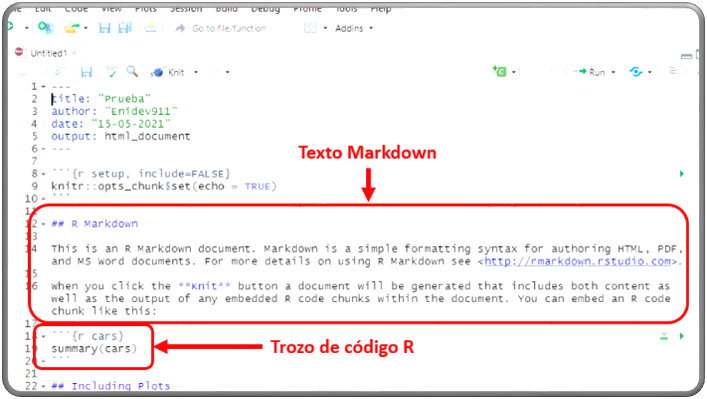 File Edit Code View Plots Session Build Debug Profile Tools Help
Go to file/function
Addins
Untitled1
Knit
Run
1 ---
2 title: "Prueba"
3 author: "Enidev911"
4 date: "15-05-2021"
5 output: html_document
6 ---
7
8 ```{r setup, include=FALSE}
9 knitr::opts_chunk$set(echo = TRUE)
10 ```
Texto Markdown
11
12 ## R Markdown
13
14 This is an R Markdown document. Markdown is a simple formatting syntax for authoring HTML, PDF,
and MS Word documents. For more details on using R Markdown see <http://rmarkdown.rstudio.com>.
15
16 When you click the **Knit** button a document will be generated that includes both content as
well as the output of any embedded R code chunks within the document. You can embed an R code
chunk like this:
17
18 ```{r cars}
19 summary(cars)
20 ```
Trozo de código R
21
22 ## Including Plots